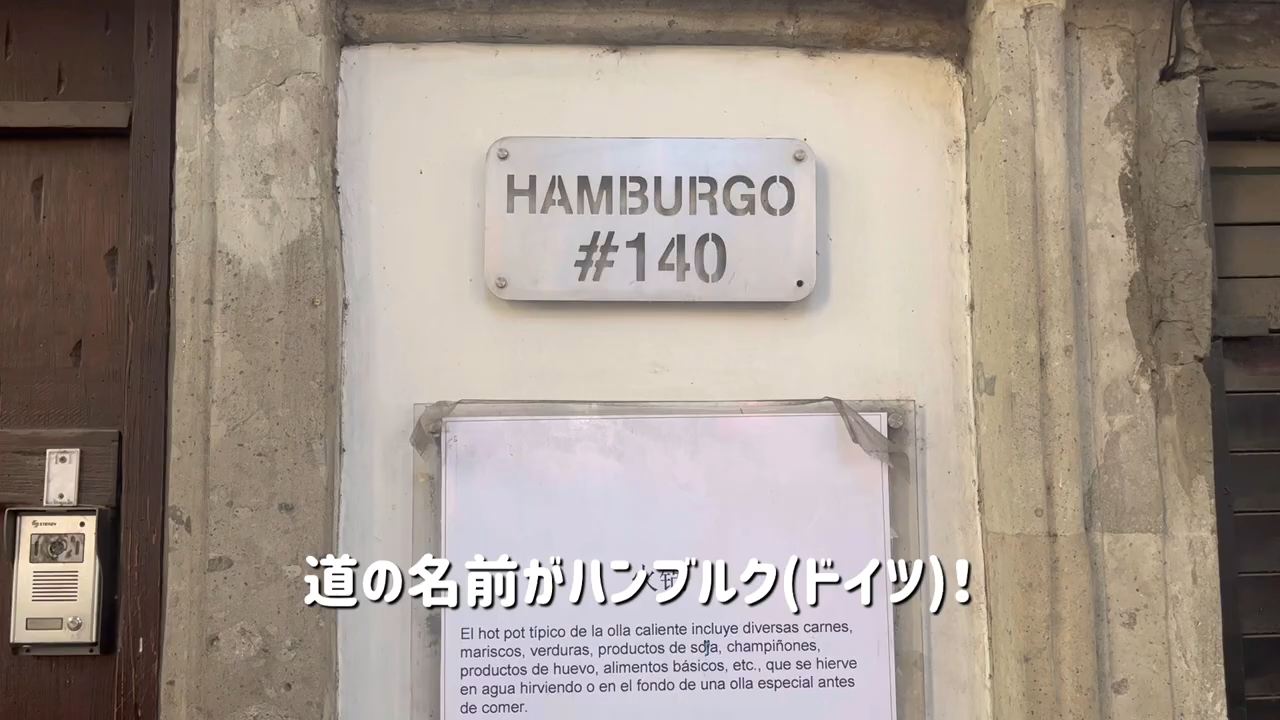 HAMBURGO
#140
道の名前がハンブルク(ドイツ)!
El hot pot típico de la olla caliente incluye diversas carnes,
mariscos, verduras, productos de soja, champiñones,
productos de huevo, alimentos básicos, etc., que se hierve
en agua hirviendo o en el fondo de una olla especial antes
de comer.